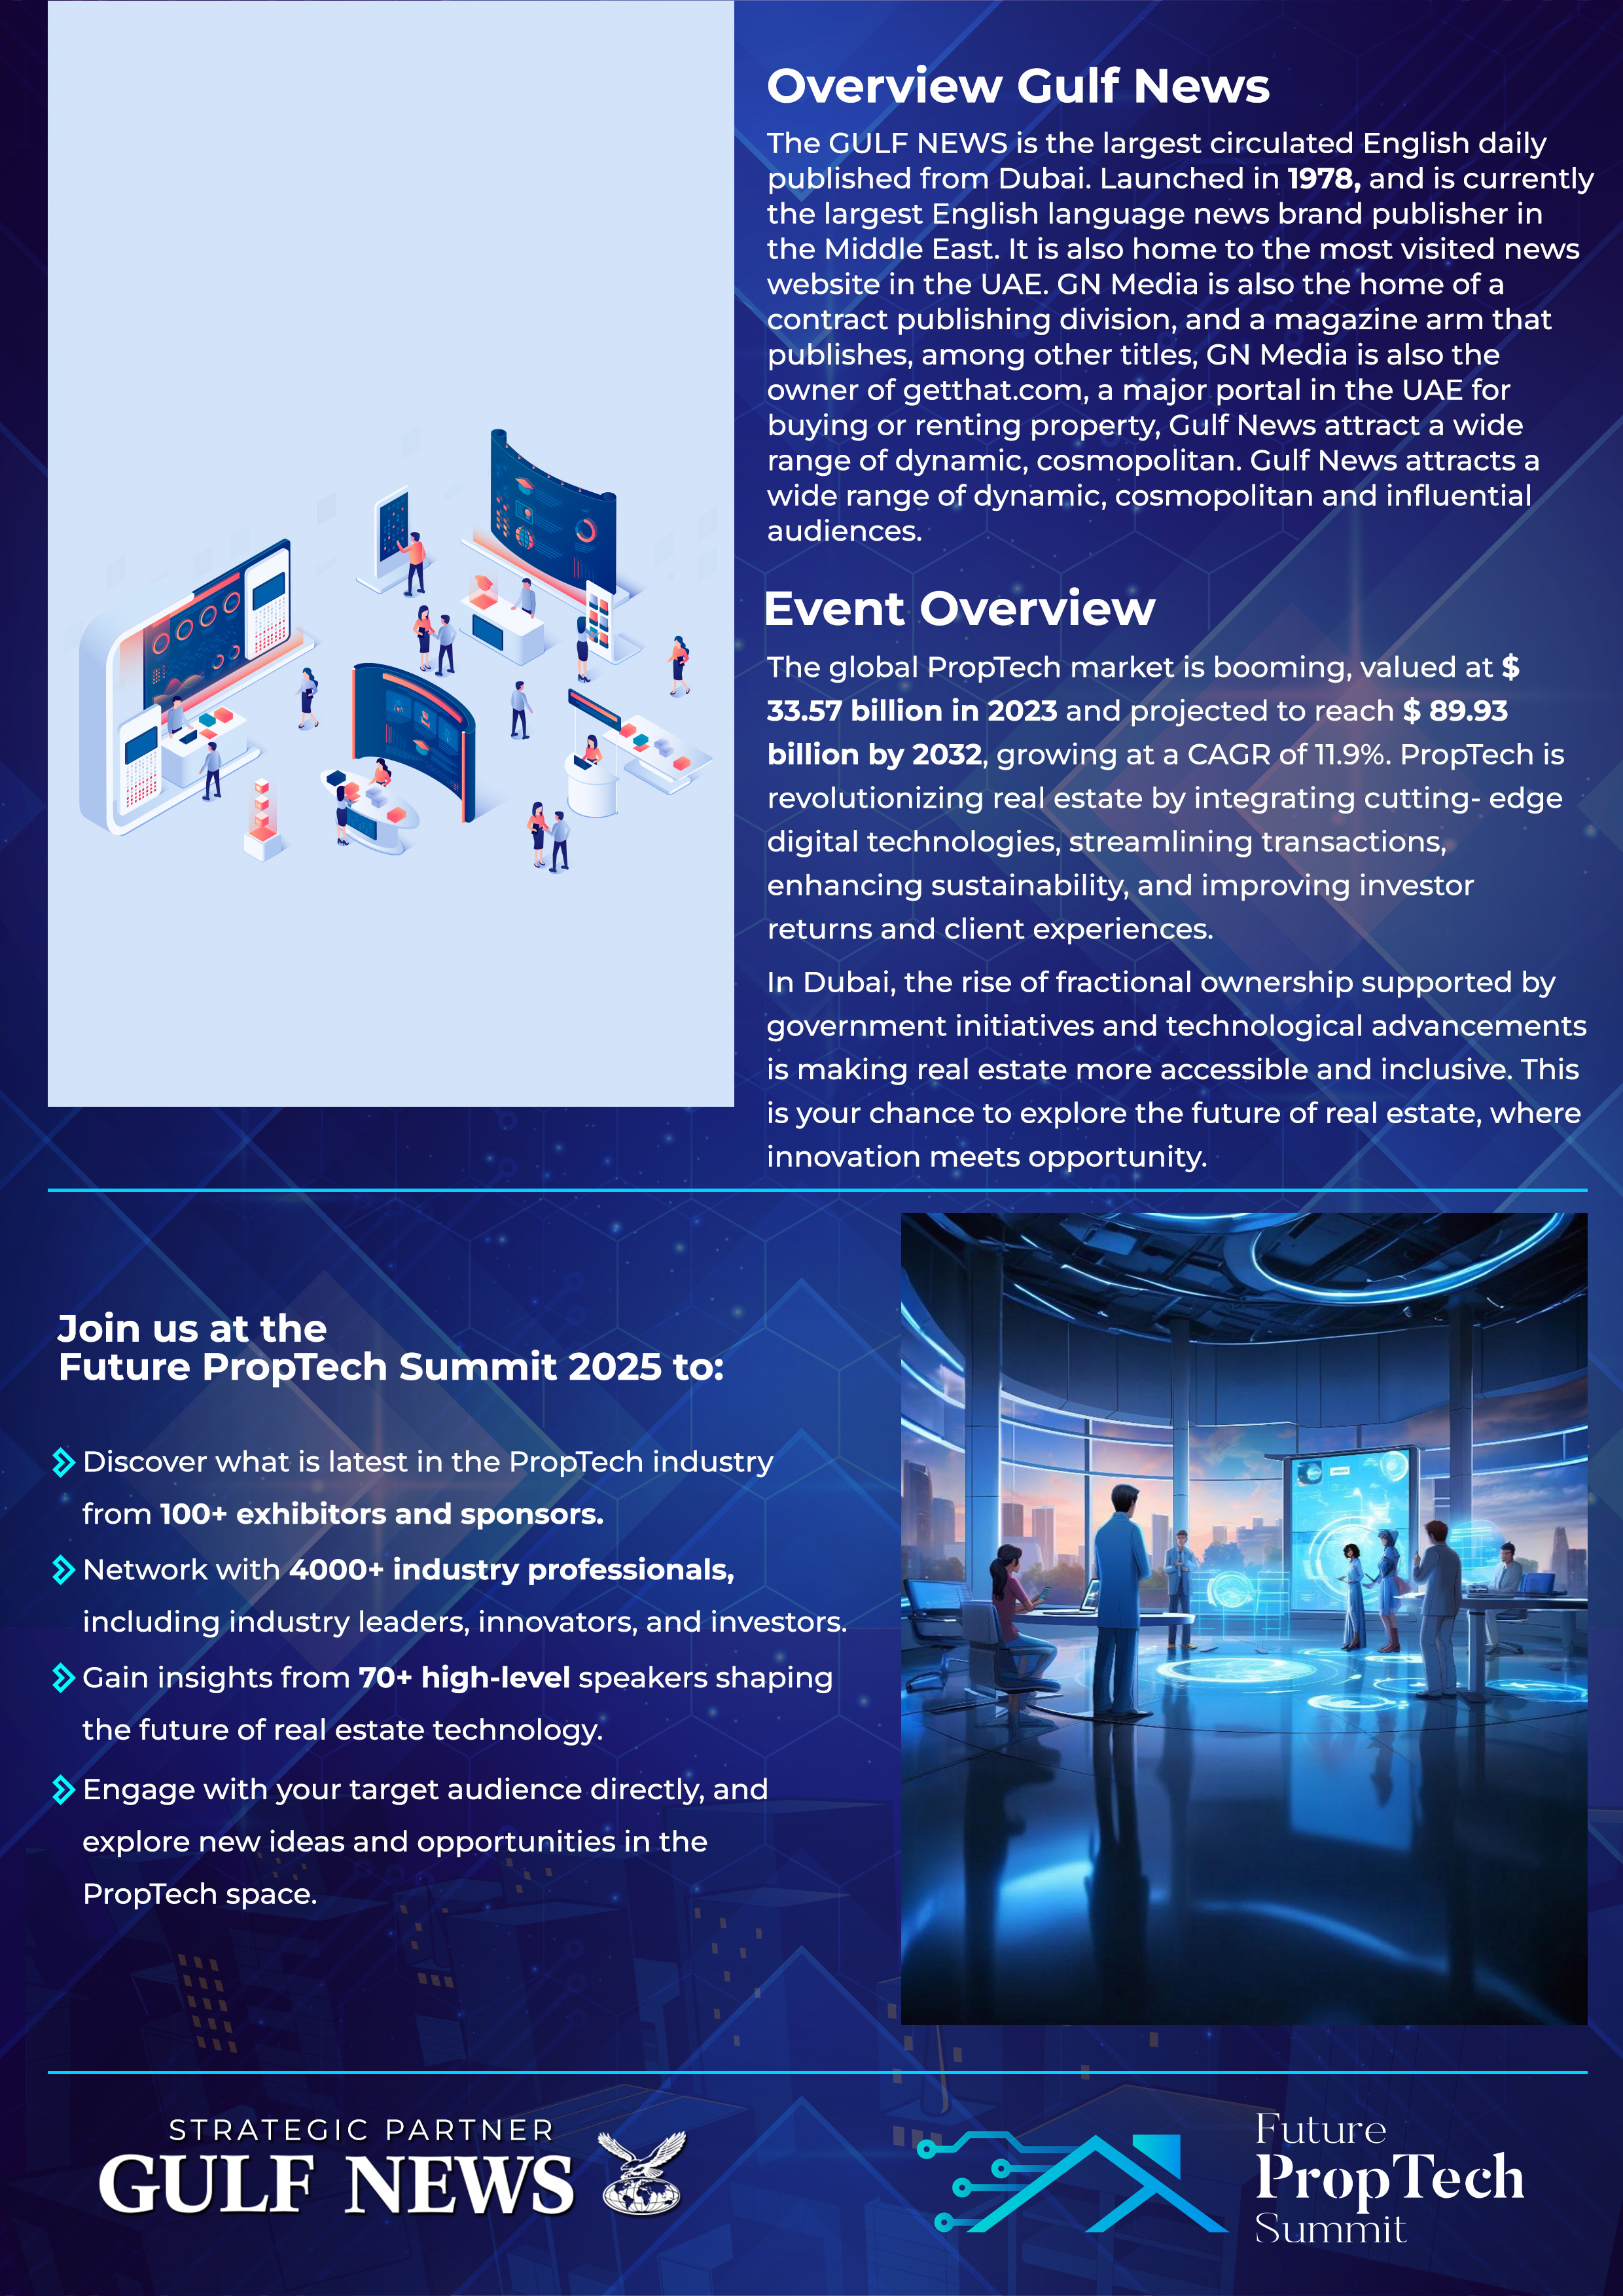 Overview Gulf News
The GULF NEWS is the largest circulated English daily
published from Dubai. Launched in 1978, and is currently
the largest English language news brand publisher in
the Middle East. It is also home to the most visited news
website in the UAE. GN Media is also the home of a
contract publishing division, and a magazine arm that
publishes, among other titles, GN Media is also the
owner of getthat.com, a major portal in the UAE for
buying or renting property, Gulf News attract a wide
range of dynamic, cosmopolitan. Gulf News attracts a
wide range of dynamic, cosmopolitan and influential
audiences.
Event Overview
The global PropTech market is booming, valued at $
33.57 billion in 2023 and projected to reach $ 89.93
billion by 2032, growing at a CAGR of 11.9%. PropTech is
revolutionizing real estate by integrating cutting- edge
digital technologies, streamlining transactions,
enhancing sustainability, and improving investor
returns and client experiences.
In Dubai, the rise of fractional ownership supported by
government initiatives and technological advancements
is making real estate more accessible and inclusive. This
is your chance to explore the future of real estate, where
innovation meets opportunity.
Join us at the
Future PropTech Summit 2025 to:
Discover what is latest in the PropTech industry
from 100+ exhibitors and sponsors.
Network with 4000+ industry professionals,
including industry leaders, innovators, and investors.
Gain insights from 70+ high-level speakers shaping
the future of real estate technology.
Engage with your target audience directly, and
explore new ideas and opportunities in the
PropTech space.
STRATEGIC PARTNER
GULF NEWS
Future
PropTech
Summit